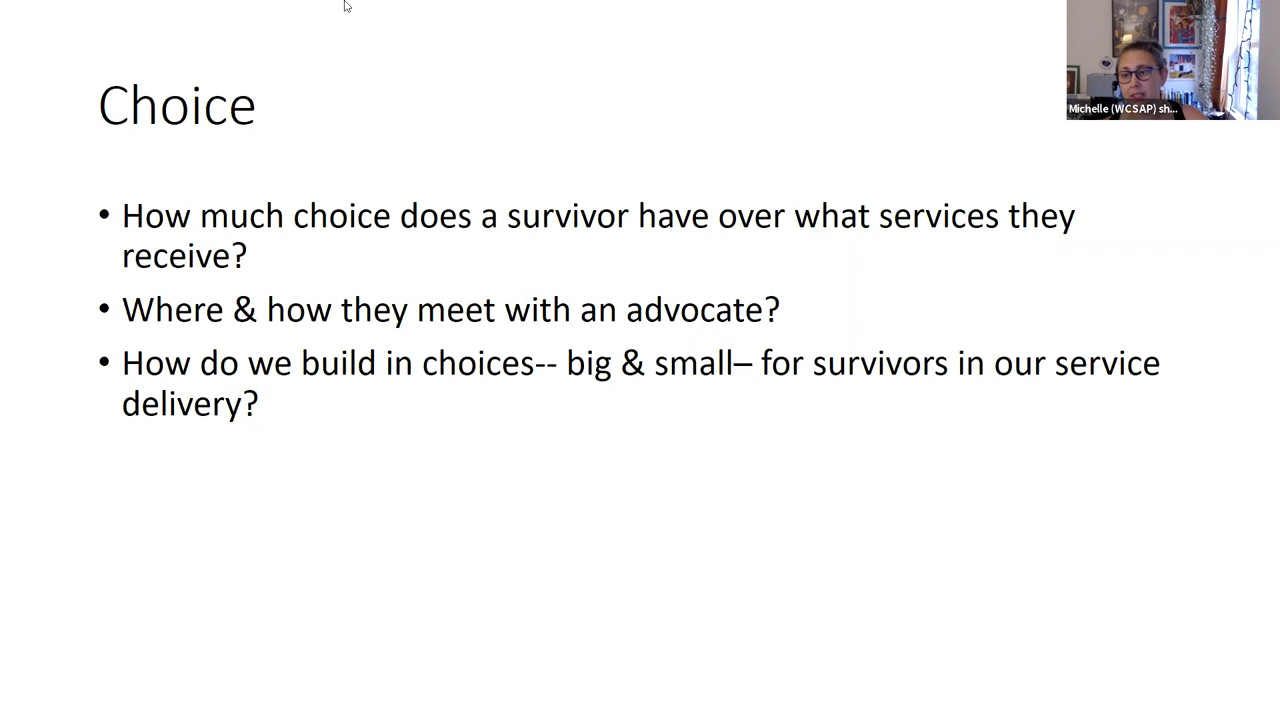 Michelle (WCSAP) sh...
Choice
• How much choice does a survivor have over what services they
receive?
• Where & how they meet with an advocate?
• How do we build in choices-- big & small– for survivors in our service
delivery?